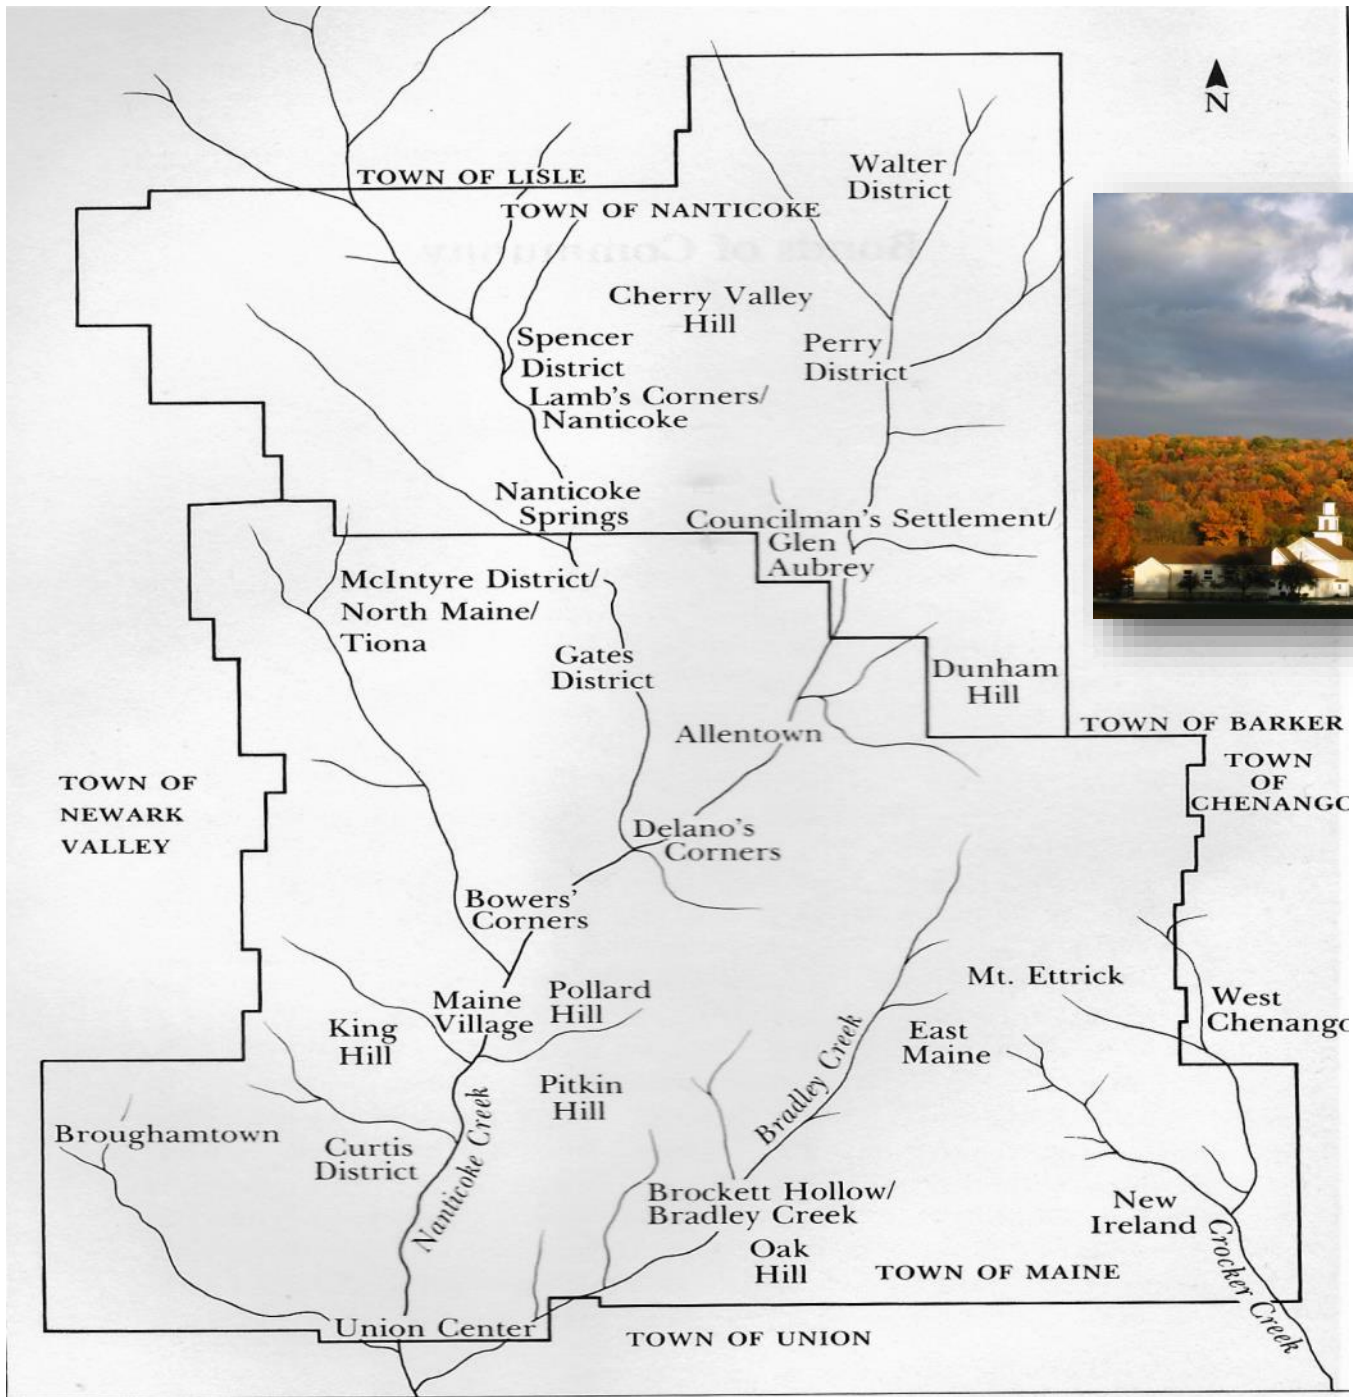 N
TOWN OF LISLE
TOWN OF NANTICOKE
Walter
District
Bonds of Community
Cherry Valley
Hill
Spencer
District
Perry
District
Lamb's Corners/
Nanticoke
Nanticoke
Springs
Councilman's Settlement/
Glen
Aubrey
McIntyre District/
North Maine/
Tiona
Gates
District
Dunham
Hill
Allentown
TOWN OF BARKER
TOWN
OF
CHENANGO
TOWN OF
NEWARK
VALLEY
Delano's
Corners
Bowers'
Corners
Mt. Ettrick
Maine
Village
Pollard
Hill
West
Chenango
King
Hill
East
Maine
Bradley Creek
Pitkin
Hill
Nanticoke Creek
Broughamtown
Curtis
District
Brockett Hollow/
Bradley Creek
New
Ireland
Oak
Hill
Crocker Creek
TOWN OF MAINE
Union Center
TOWN OF UNION